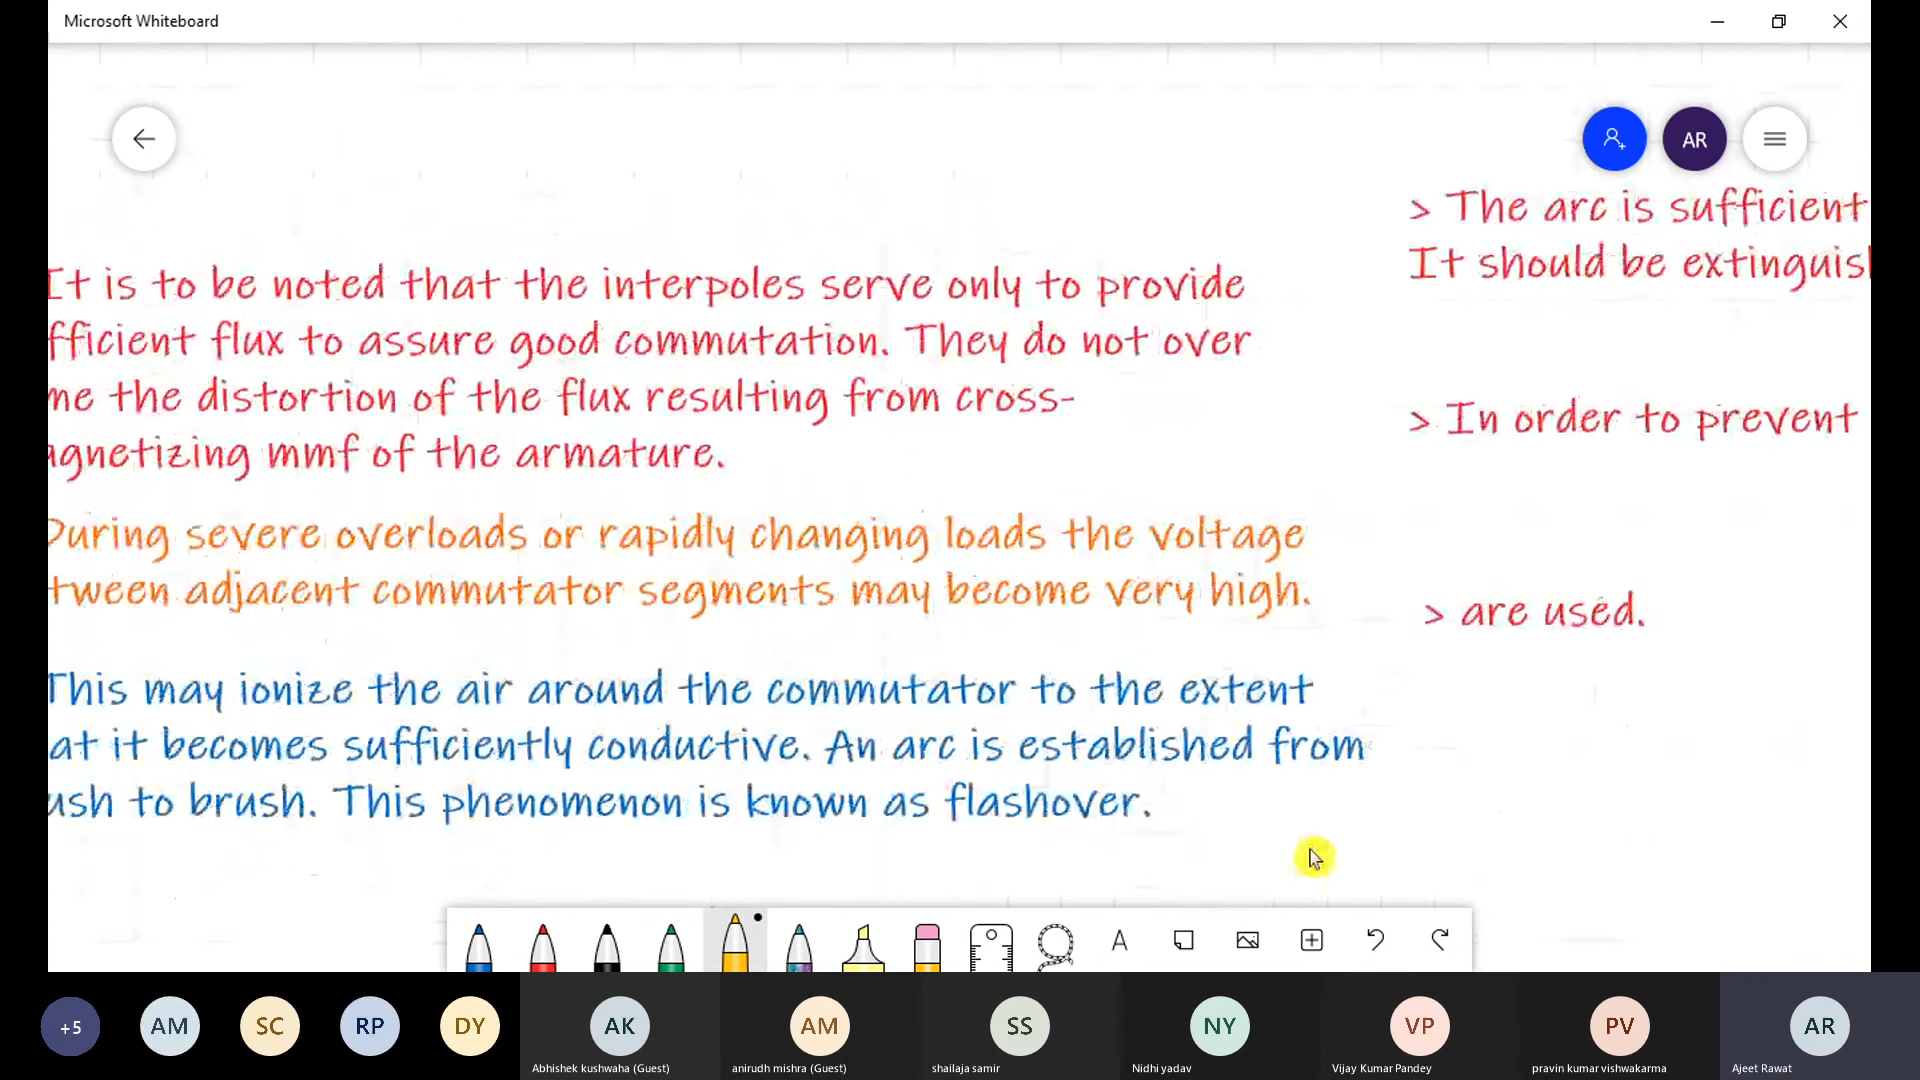 Microsoft Whiteboard
AR
It is to be noted that the interpoles serve only to provide
fficient flux to assure good commutation. They do not over
me the distortion of the flux resulting from cross-
agnetizing mmf of the armature.
During severe overloads or rapidly changing loads the voltage
tween adjacent commutator segments may become very high.
This may ionize the air around the commutator to the extent
at it becomes sufficiently conductive. An arc is established from
ush to brush. This phenomenon is known as flashover.
> The arc is sufficient
It should be extinguish
> In order to prevent
> are used.
+5
AM
SC
RP
DY
AK
Abhishek kushwaha (Guest)
AM
anirudh mishra (Guest)
SS
shailaja samir
NY
Nidhi yadav
VP
Vijay Kumar Pandey
PV
pravin kumar vishwakarma
AR
Ajeet Rawat